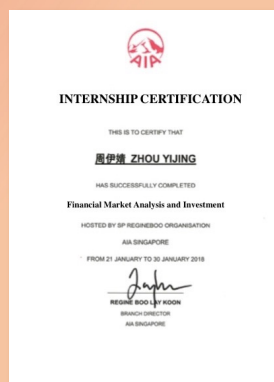 AIA
INTERNSHIP CERTIFICATION
THIS IS TO CERTIFY THAT
周伊婧 ZHOU YIJING
HAS SUCCESSFULLY COMPLETED
Financial Market Analysis and Investment
HOSTED BY SP REGINEBOO ORGANISATION
AIA SINGAPORE
FROM 21 JANUARY TO 30 JANUARY 2018
REGINE BOO LAY KOON
BRANCH DIRECTOR
AIA SINGAPORE